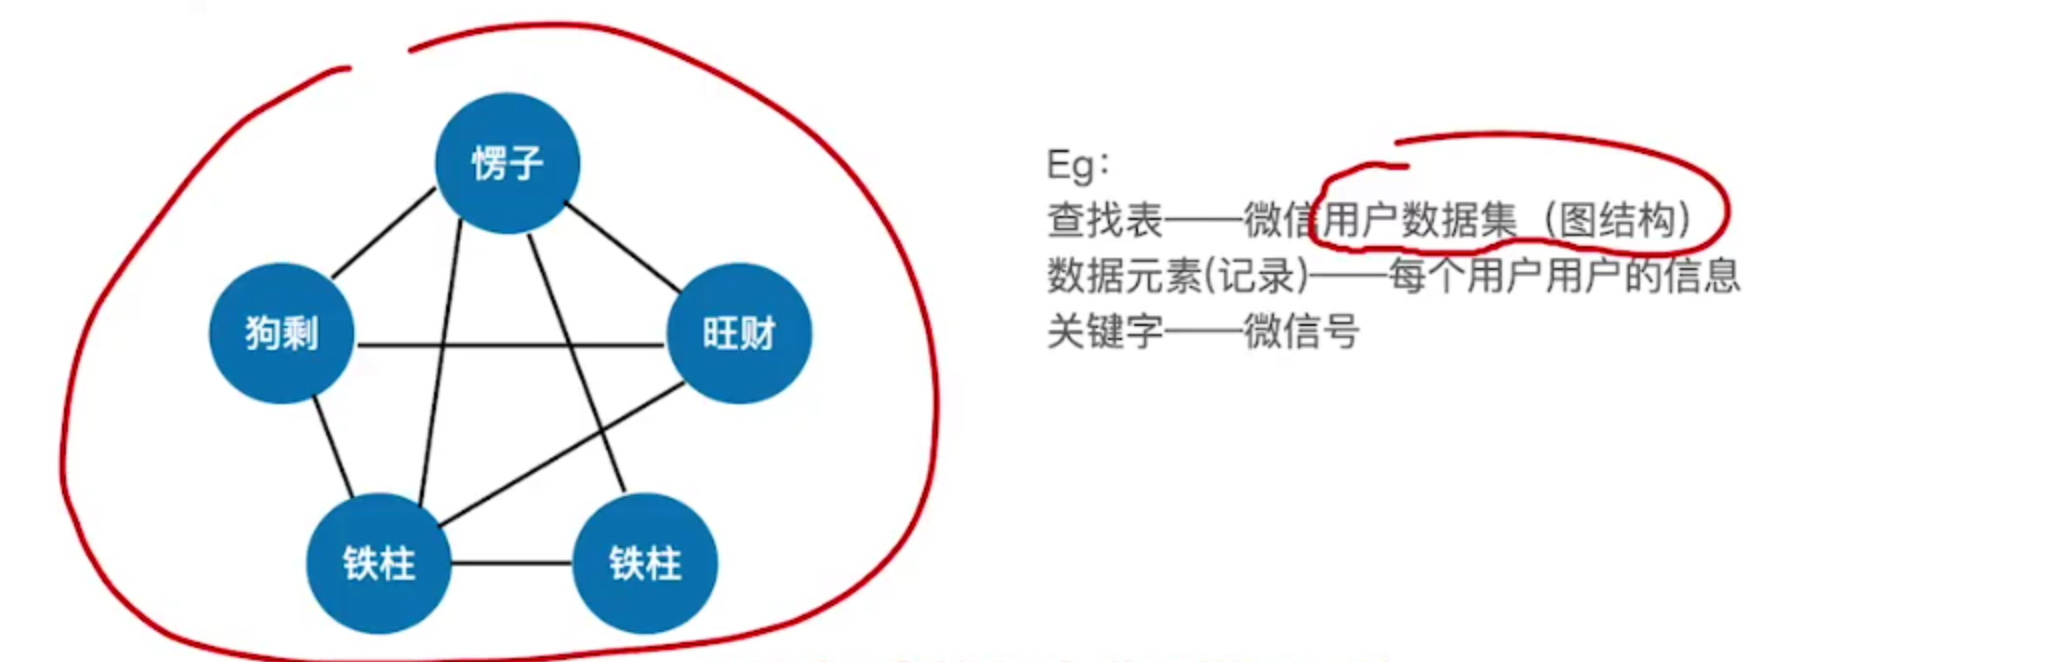 愣子
狗剩
旺财
铁柱
铁柱
Eg：
查找表——微信用户数据集（图结构）
数据元素(记录)——每个用户用户的信息
关键字——微信号